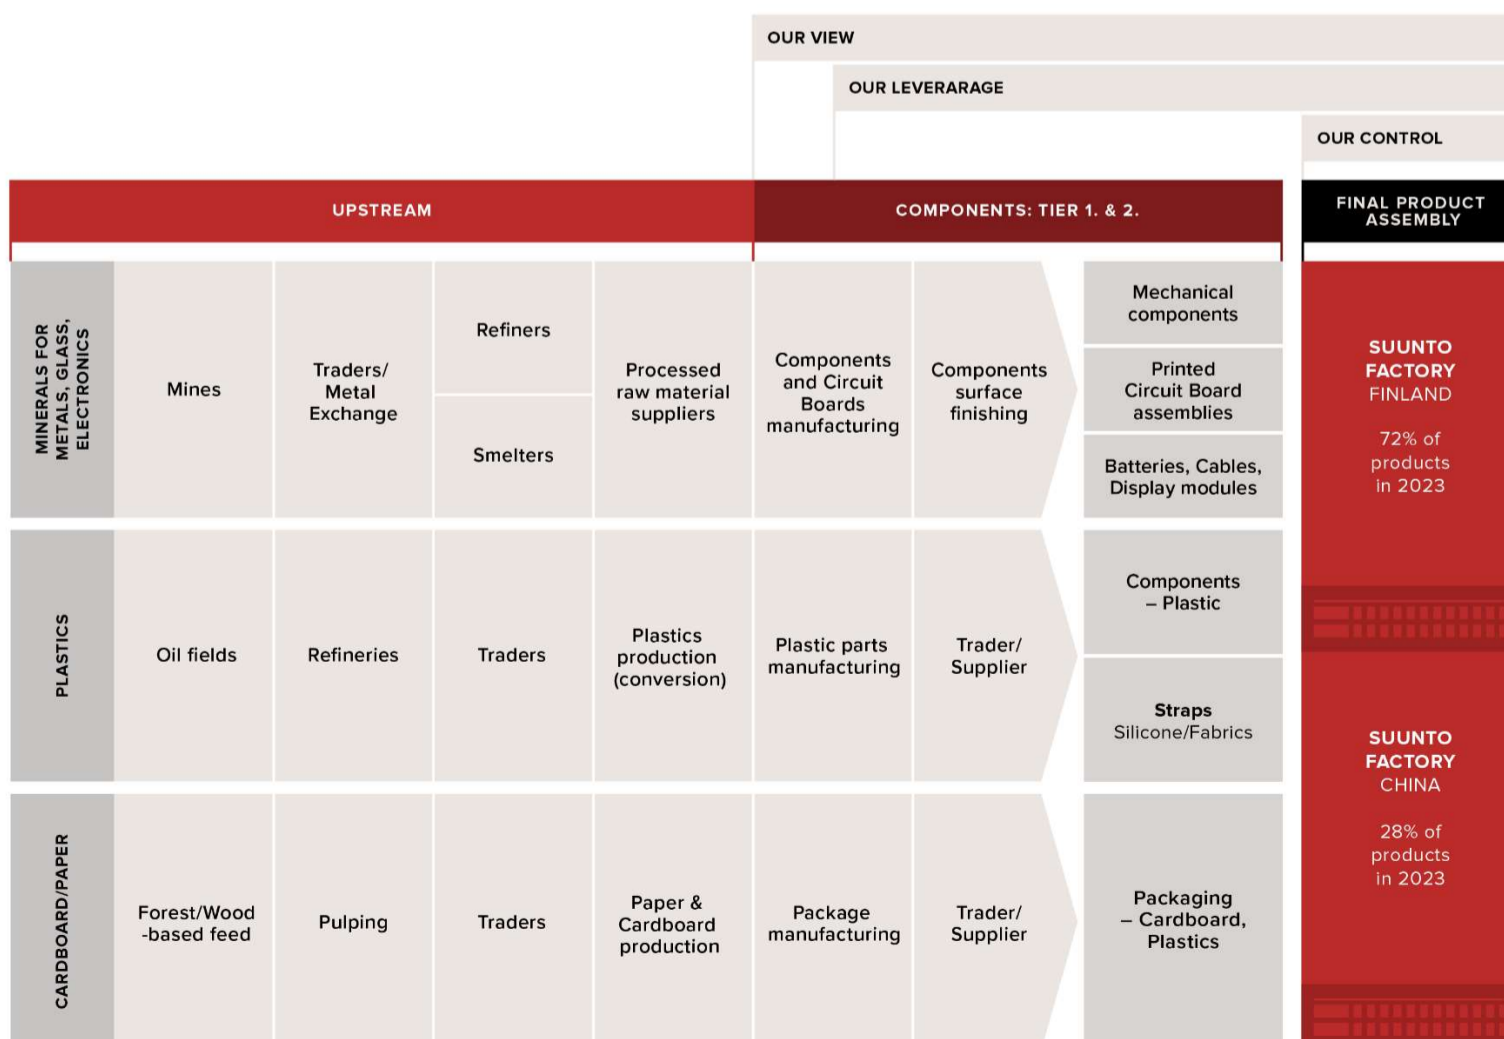 OUR VIEW
OUR LEVERARAGE
OUR CONTROL
UPSTREAM
COMPONENTS: TIER 1. & 2.
FINAL PRODUCT
ASSEMBLY
MINERALS FOR
METALS, GLASS,
ELECTRONICS
Mines
Traders/
Metal
Exchange
Refiners
Smelters
Processed
raw material
suppliers
Components
and Circuit
Boards
manufacturing
Components
surface
finishing
Mechanical
components
Printed
Circuit Board
assemblies
Batteries, Cables,
Display modules
SUUNTO
FACTORY
FINLAND
72% of
products
in 2023
PLASTICS
Oil fields
Refineries
Traders
Plastics
production
(conversion)
Plastic parts
manufacturing
Trader/
Supplier
Components
– Plastic
Straps
Silicone/Fabrics
SUUNTO
FACTORY
CHINA
28% of
products
in 2023
CARDBOARD/PAPER
Forest/Wood
-based feed
Pulping
Traders
Paper &
Cardboard
production
Package
manufacturing
Trader/
Supplier
Packaging
– Cardboard,
Plastics